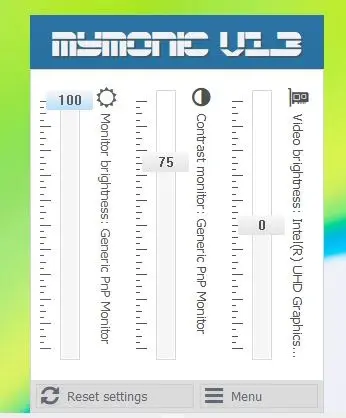 MYMONIC V1.3
100
Monitor brightness: Generic PnP Monitor
75
Contrast monitor: Generic PnP Monitor
0
Video brightness: Intel(R) UHD Graphics...
Reset settings
Menu